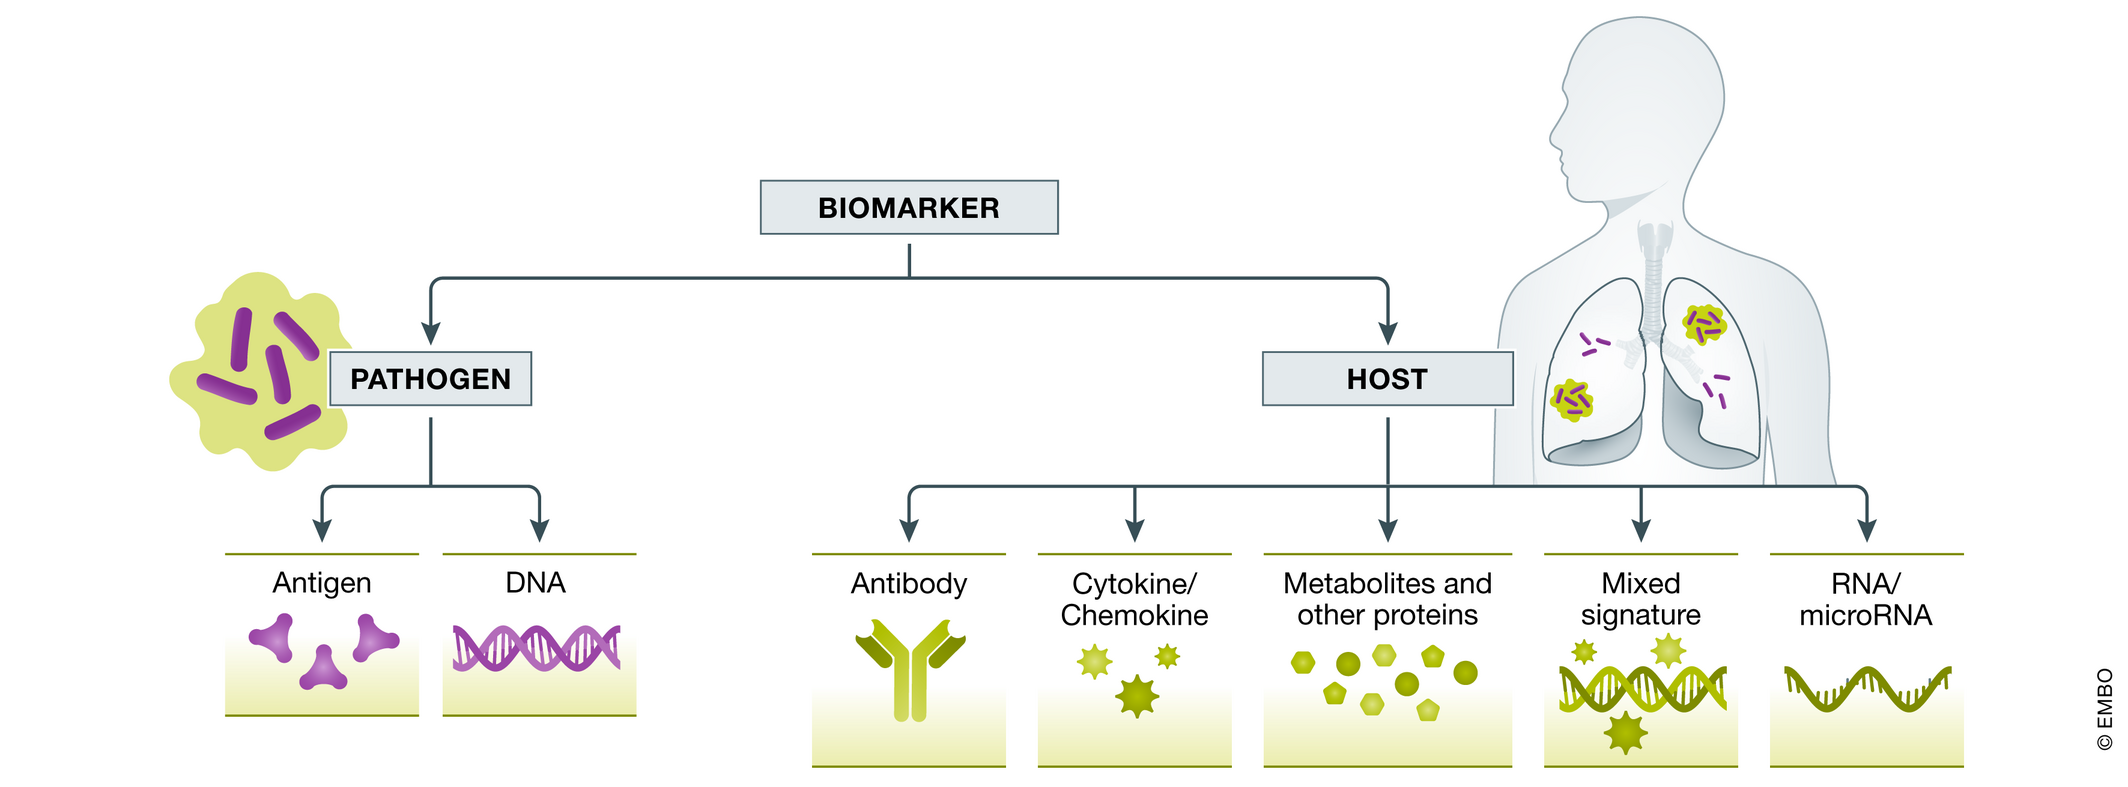 BIOMARKER
PATHOGEN
HOST
Antigen
DNA
Antibody
Cytokine/
Chemokine
Metabolites and
other proteins
Mixed
signature
RNA/
microRNA
© EMBO